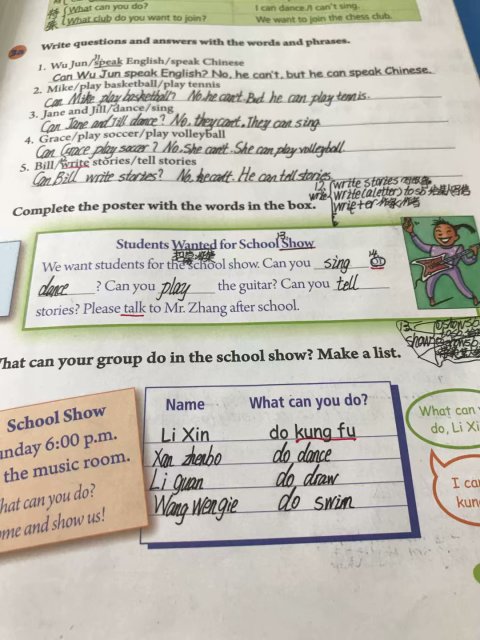 What can you do?
I can dance./I can't sing.
What club do you want to join?
We want to join the chess club.
3a
Write questions and answers with the words and phrases.
1. Wu Jun/speak English/speak Chinese
Can Wu Jun speak English? No, he can't, but he can speak Chinese.
2. Mike/play basketball/play tennis
Can Mike play basketball? No. he can't. But he can play tennis.
3. Jane and Jill/dance/sing
Can Jane and Jill dance? No. they can't. They can sing
4. Grace/play soccer/play volleyball
Can Grace play soccer? No. She can't. She can play volleyball
5. Bill/write stories/tell stories
Can Bill write stories? No. he can't. He can tell stories.
12. write
write stories
write (a letter) to sb
writer
Complete the poster with the words in the box.
13
Students Wanted for School Show
We want students for the school show. Can you sing or
dance ? Can you play the guitar? Can you tell
stories? Please talk to Mr. Zhang after school.
13
show
What can your group do in the school show? Make a list.
School Show
unday 6:00 p.m.
the music room.
hat can you do?
me and show us!
Name What can you do?
Li Xin do kung fu
Xan zhenbo do dance
Li guan do draw
Wang Wengie do swim
What can
do, Li Xi
I ca
kun